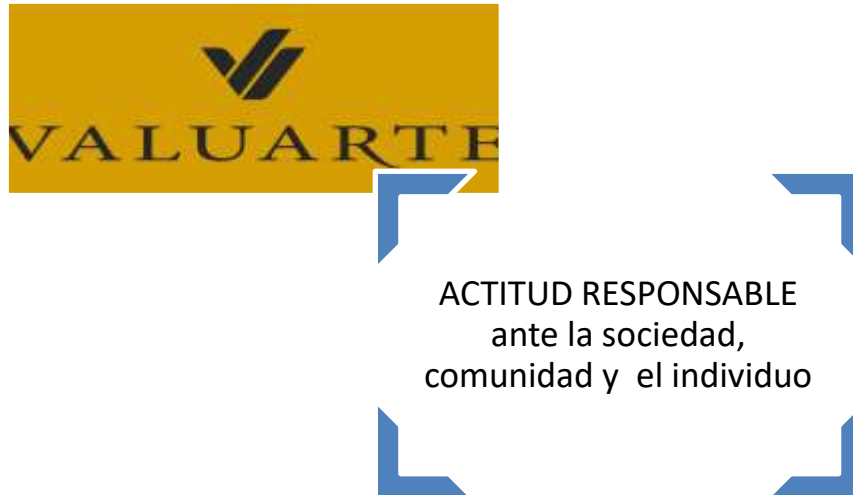 VALUARTE
ACTITUD RESPONSABLE
ante la sociedad,
comunidad y  el individuo